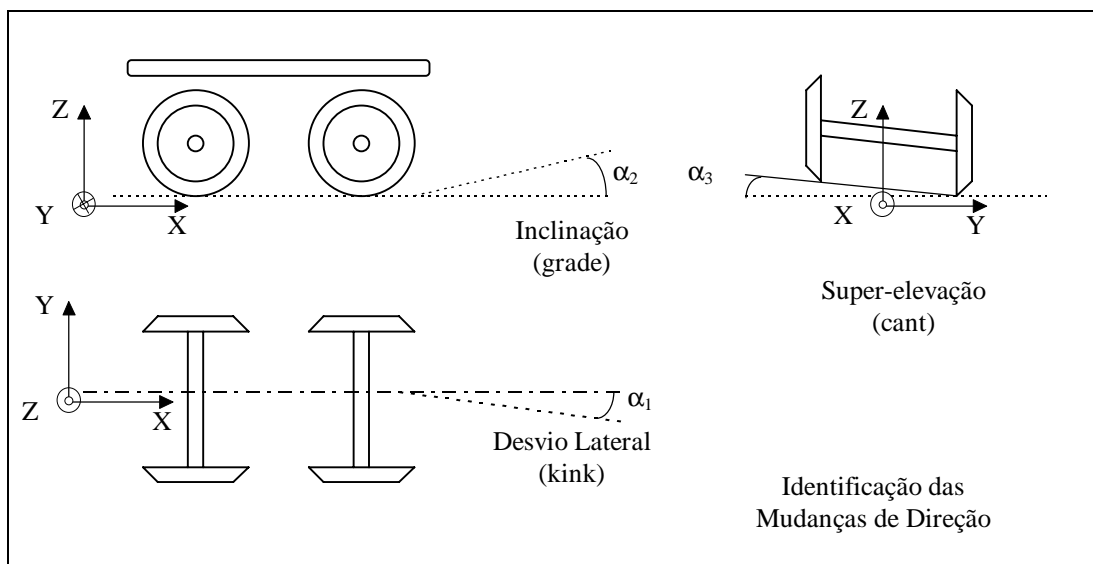 Z
Y
X
α2
Inclinação
(grade)
Z
α3
X
Y
Super-elevação
(cant)
Y
Z
X
α1
Desvio Lateral
(kink)
Identificação das
Mudanças de Direção